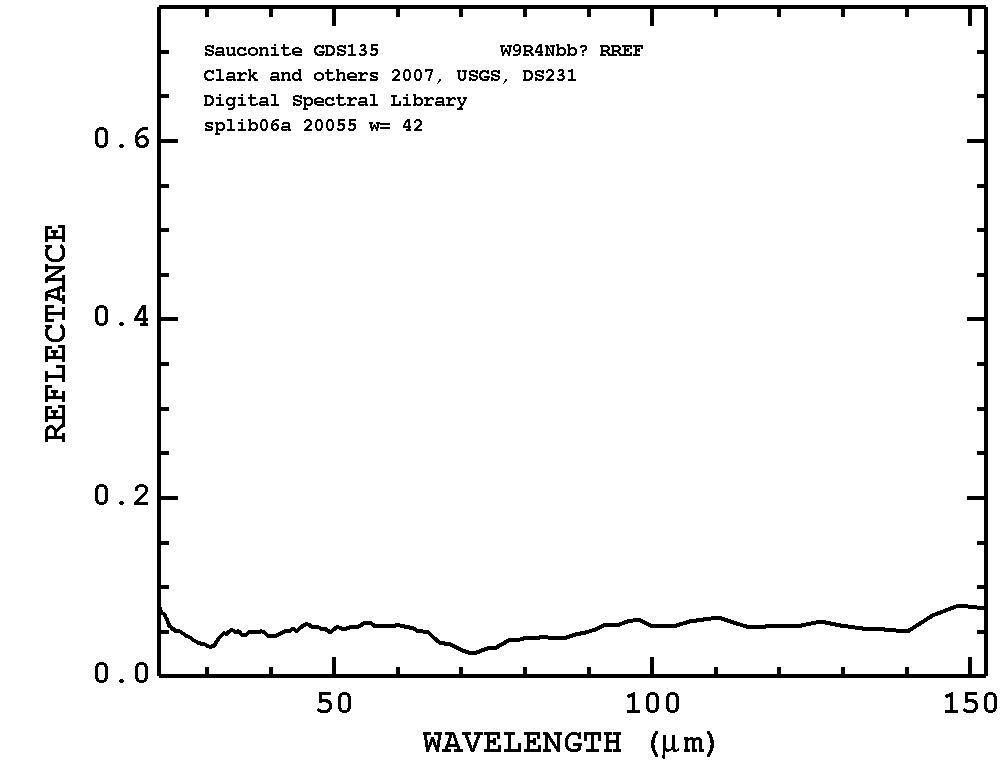 Sauconite GDS135 W9R4Nbb? RREF
Clark and others 2007, USGS, DS231
Digital Spectral Library
splib06a 20055 w= 42
0.6
0.4
0.2
0.0
REFLECTANCE
50 100 150
WAVELENGTH (μm)